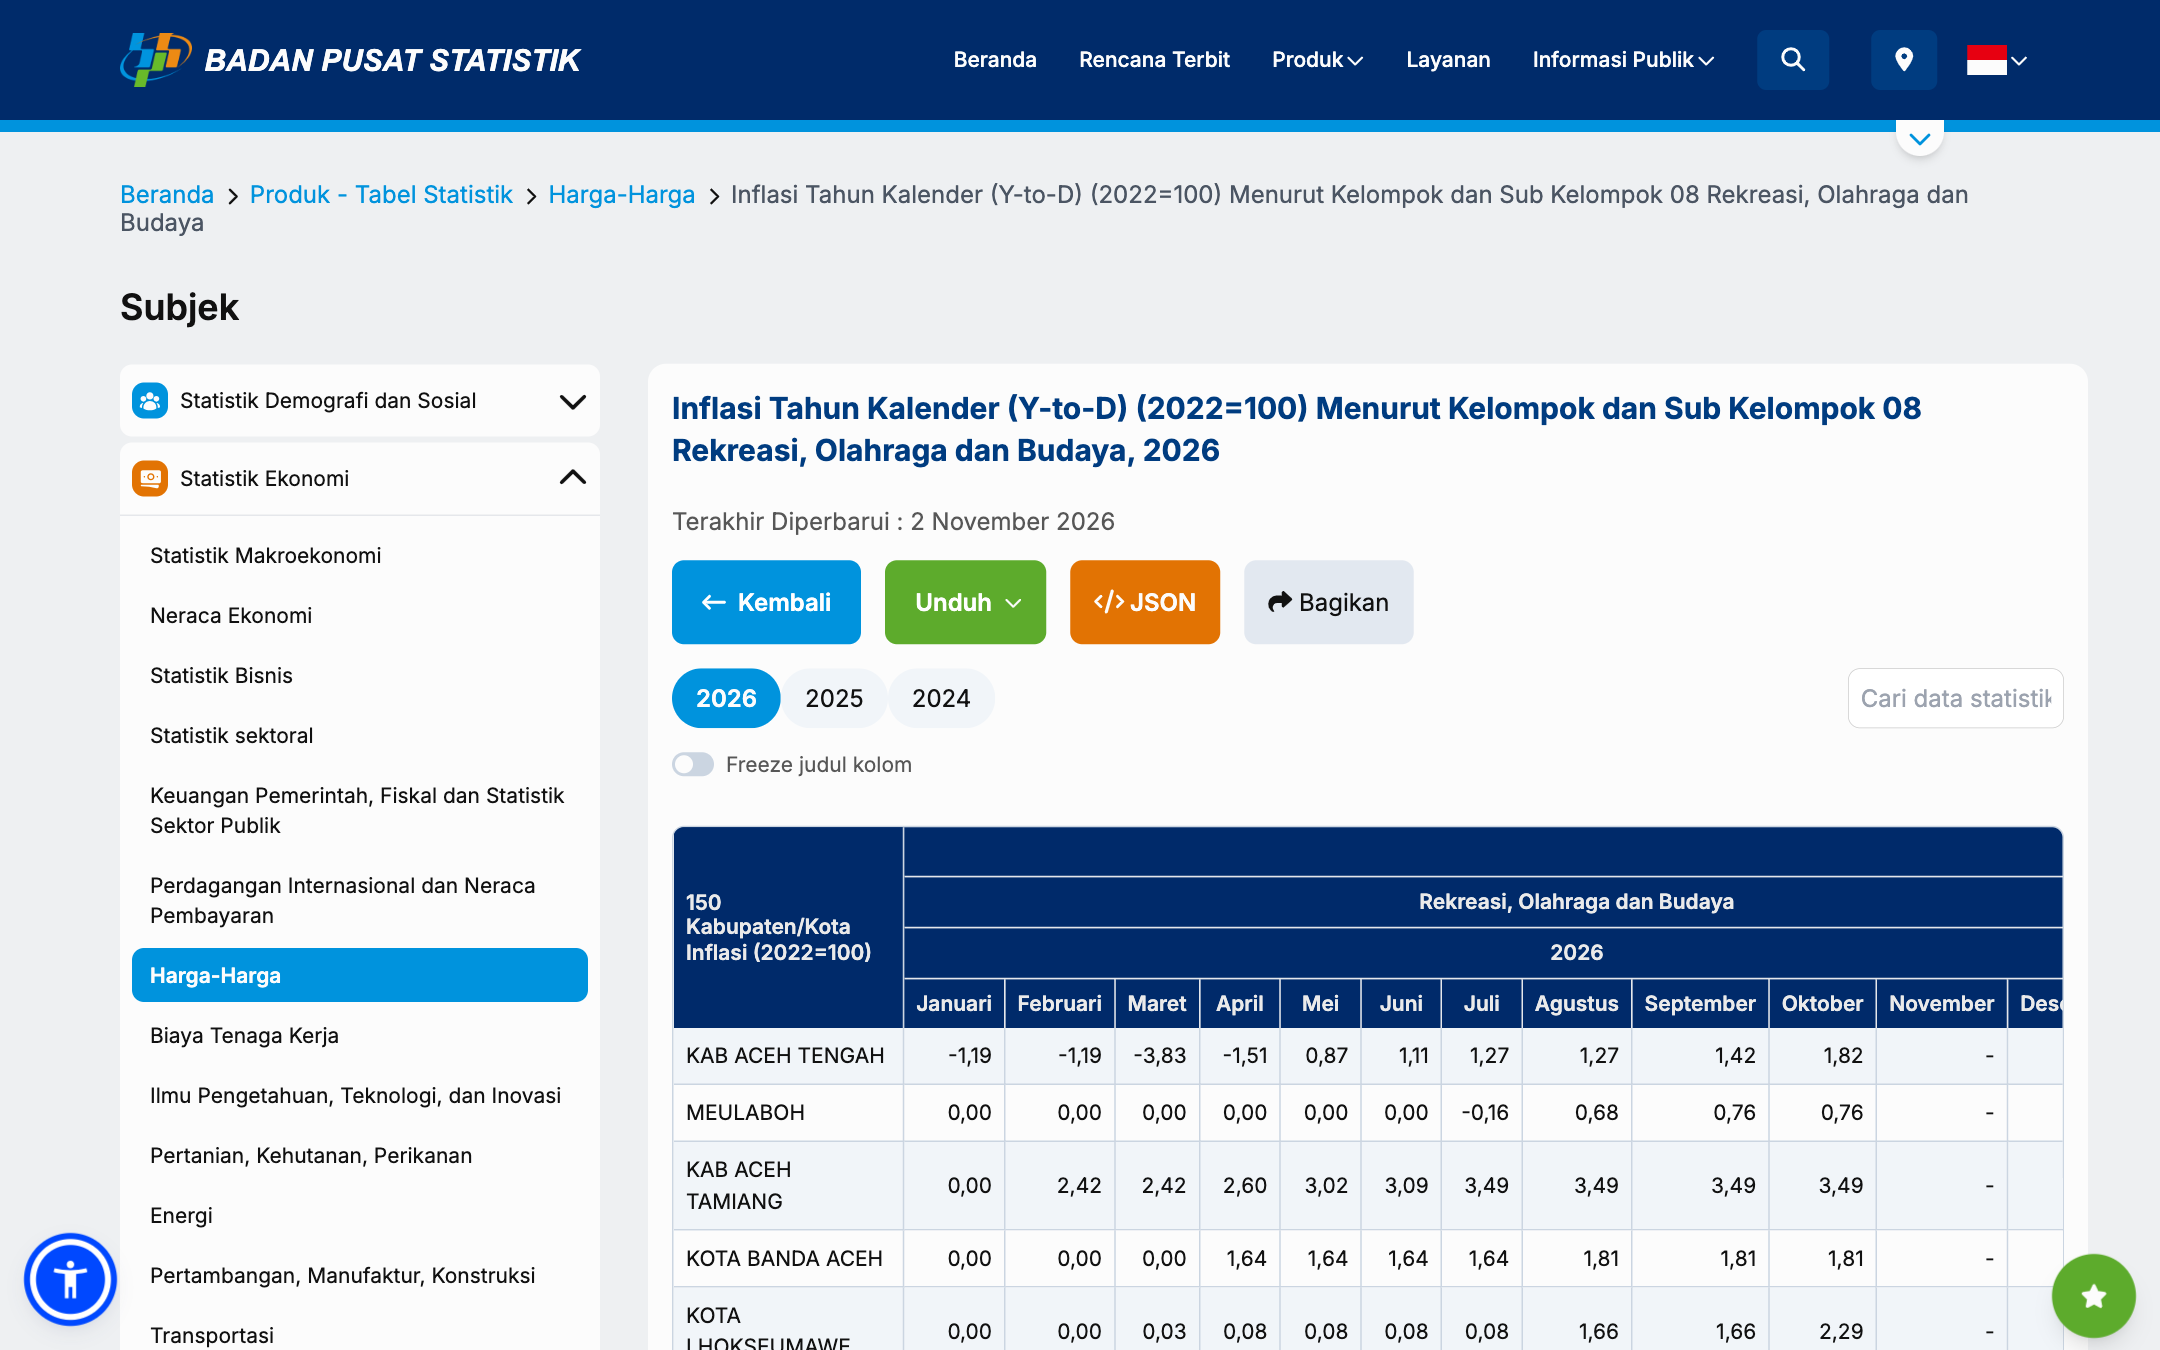 BADAN PUSAT STATISTIK
Beranda Rencana Terbit Produk Layanan Informasi Publik
Beranda Produk - Tabel Statistik Harga-Harga Inflasi Tahun Kalender (Y-to-D) (2022=100) Menurut Kelompok dan Sub Kelompok 08 Rekreasi, Olahraga dan
Budaya
Subjek
Statistik Demografi dan Sosial
Statistik Ekonomi
Statistik Makroekonomi
Neraca Ekonomi
Statistik Bisnis
Statistik sektoral
Keuangan Pemerintah, Fiskal dan Statistik
Sektor Publik
Perdagangan Internasional dan Neraca
Pembayaran
Harga-Harga
Biaya Tenaga Kerja
Ilmu Pengetahuan, Teknologi, dan Inovasi
Pertanian, Kehutanan, Perikanan
Energi
Pertambangan, Manufaktur, Konstruksi
Transportasi
Inflasi Tahun Kalender (Y-to-D) (2022=100) Menurut Kelompok dan Sub Kelompok 08
Rekreasi, Olahraga dan Budaya, 2026
Terakhir Diperbarui : 2 November 2026
Kembali Unduh </> JSON Bagikan
2026 2025 2024 Cari data statistik
Freeze judul kolom
150
Kabupaten/Kota
Inflasi (2022=100)
Rekreasi, Olahraga dan Budaya
2026
Januari Februari Maret April Mei Juni Juli Agustus September Oktober November
KAB ACEH TENGAH -1,19 -1,19 -3,83 -1,51 0,87 1,11 1,27 1,27 1,42 1,82 -
MEULABOH 0,00 0,00 0,00 0,00 0,00 0,00 -0,16 0,68 0,76 0,76 -
KAB ACEH
TAMIANG 0,00 2,42 2,42 2,60 3,02 3,09 3,49 3,49 3,49 3,49 -
KOTA BANDA ACEH 0,00 0,00 0,00 1,64 1,64 1,64 1,64 1,81 1,81 1,81 -
KOTA
LHOKSEUMAWE 0,00 0,00 0,03 0,08 0,08 0,08 0,08 1,66 1,66 2,29 -